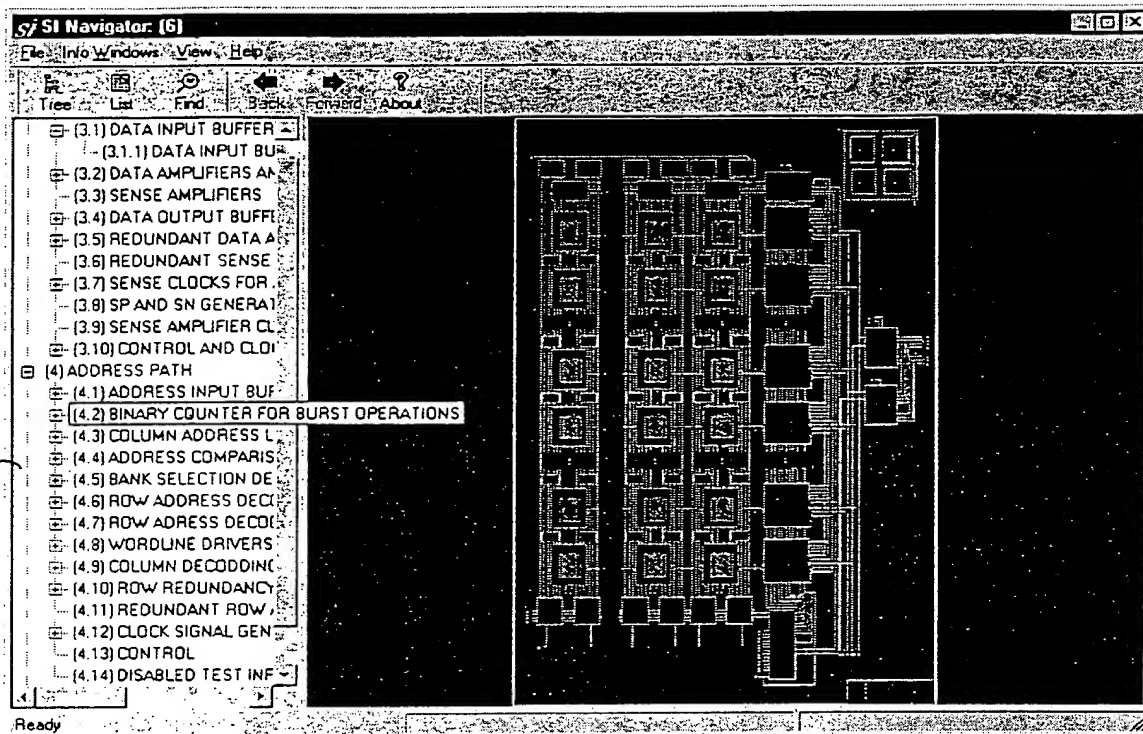 Si SI Navigator: (6)
File Info Windows View Help
Tree List Find Back Forward About
(3.1) DATA INPUT BUFFER
(3.1.1) DATA INPUT BU
(3.2) DATA AMPLIFIERS AN
(3.3) SENSE AMPLIFIERS
(3.4) DATA OUTPUT BUFFE
(3.5) REDUNDANT DATA A
(3.6) REDUNDANT SENSE
(3.7) SENSE CLOCKS FOR
(3.8) SP AND SN GENERAT
(3.9) SENSE AMPLIFIER CL
(3.10) CONTROL AND CLO
(4) ADDRESS PATH
(4.1) ADDRESS INPUT BUF
(4.2) BINARY COUNTER FOR BURST OPERATIONS
(4.3) COLUMN ADDRESS L
(4.4) ADDRESS COMPARIS
(4.5) BANK SELECTION DE
(4.6) ROW ADDRESS DECO
(4.7) ROW ADRESS DECOD
(4.8) WORDLINE DRIVERS
(4.9) COLUMN DECODDING
(4.10) ROW REDUNDANCY
(4.11) REDUNDANT ROW
(4.12) CLOCK SIGNAL GEN
(4.13) CONTROL
(4.14) DISABLED TEST INF
Ready